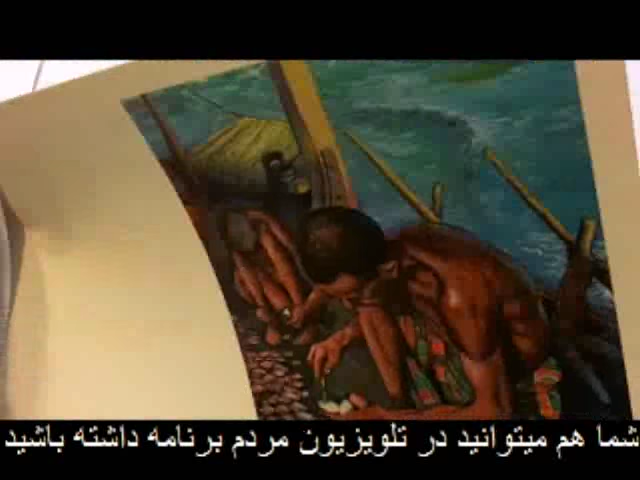 شما هم میتوانید در تلویزیون مردم برنامه داشته باشید